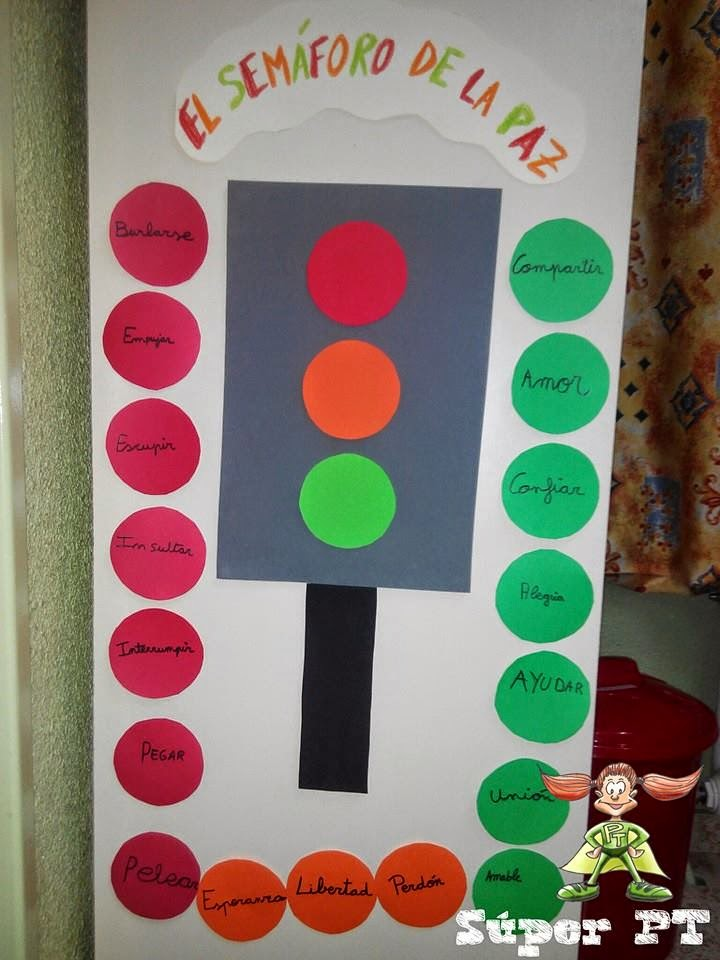 EL SEMÁFORO DE LA PAZ
Burlarse
Empujar
Escupir
Insultar
Interrumpir
PEGAR
Pelear
Esperanza
Libertad
Perdón
Compartir
Amor
Confiar
Alegria
AYUDAR
Unión
Amable
PT
Súper PT